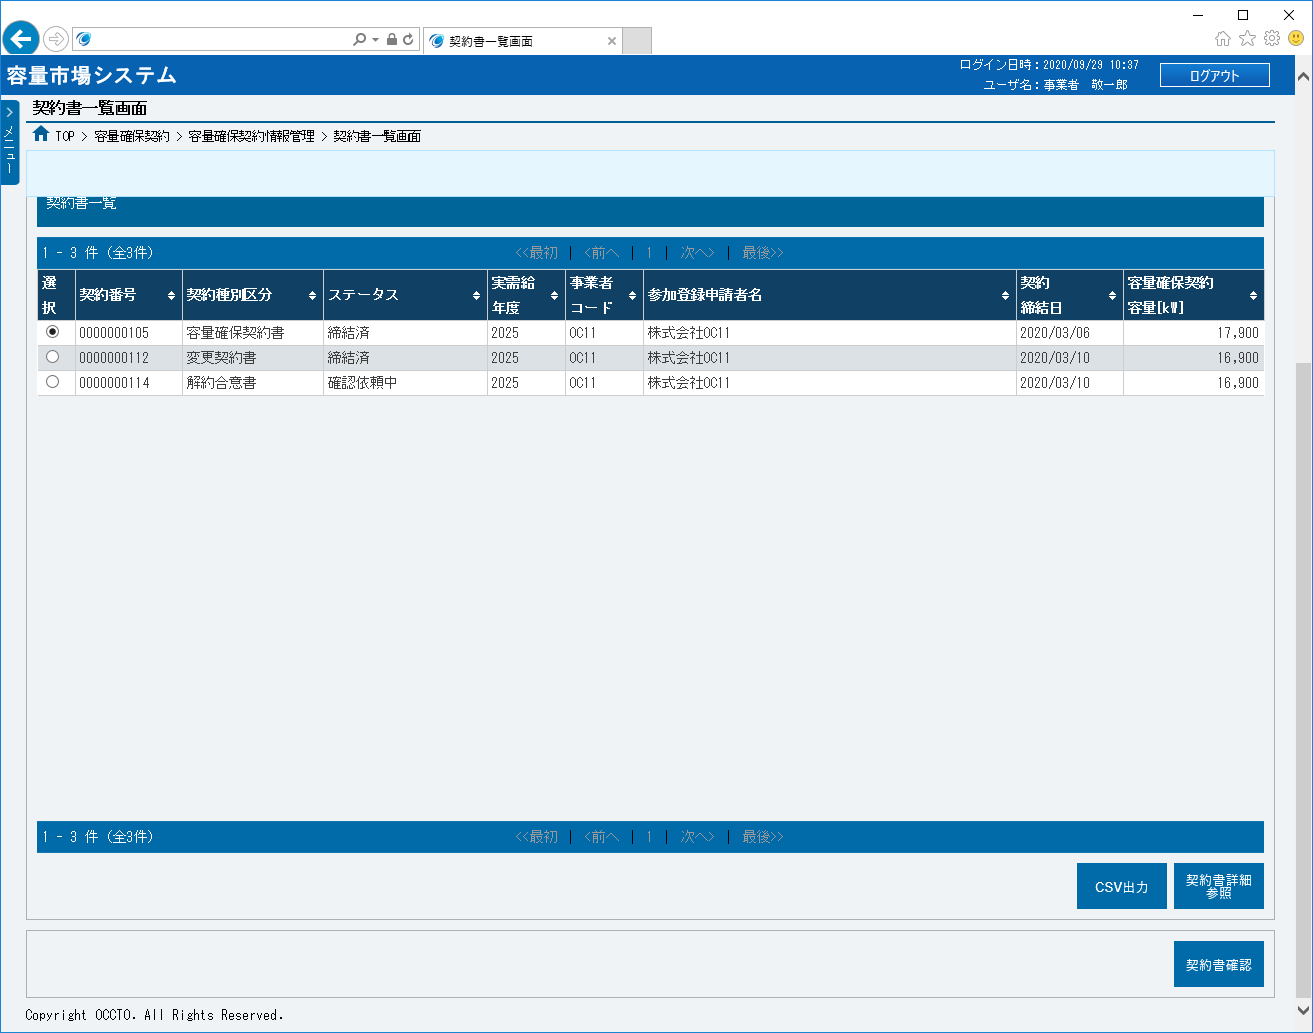 契約書一覧画面
容量市場システム
ログイン日時：2020/09/29 10:37
ユーザ名：事業者　敬一郎
ログアウト
メニュー
契約書一覧画面
TOP > 容量確保契約 > 容量確保契約情報管理 > 契約書一覧画面
契約書一覧
1 - 3 件 (全3件) <<最初 | <前へ | 1 | 次へ> | 最後>>
選択 契約番号 契約種別区分 ステータス 実需給年度 事業者コード 参加登録申請者名 契約締結日 容量確保契約容量[kW]
0000000105 容量確保契約書 締結済 2025 0C11 株式会社0C11 2020/03/06 17,900
0000000112 変更契約書 締結済 2025 0C11 株式会社0C11 2020/03/10 16,900
0000000114 解約合意書 確認依頼中 2025 0C11 株式会社0C11 2020/03/10 16,900
1 - 3 件 (全3件) <<最初 | <前へ | 1 | 次へ> | 最後>>
CSV出力
契約書詳細
参照
契約書確認
Copyright OCCTO. All Rights Reserved.